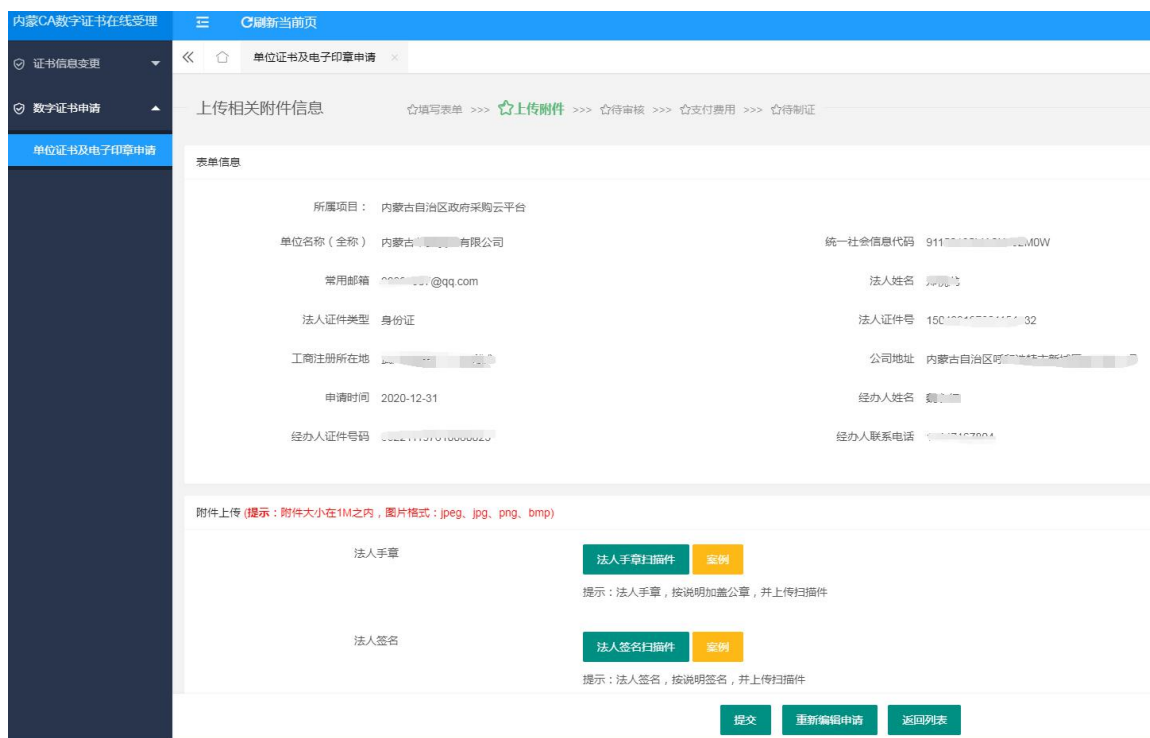 内蒙CA数字证书在线受理
刷新当前页
证书信息变更
单位证书及电子印章申请
数字证书申请
上传相关附件信息
填写表单 >>> 上传附件 >>> 待审核 >>> 支付费用 >>> 待制证
单位证书及电子印章申请
表单信息
所属项目： 内蒙古自治区政府采购云平台
单位名称（全称） 内蒙古 有限公司
统一社会信息代码 911 M0W
常用邮箱 @qq.com
法人姓名
法人证件类型 身份证
法人证件号 150 32
工商注册所在地
公司地址 内蒙古自治区呼
申请时间 2020-12-31
经办人姓名
经办人证件号码
经办人联系电话
附件上传 (提示：附件大小在1M之内，图片格式：jpeg、jpg、png、bmp)
法人手章
法人手章扫描件 案例
提示：法人手章，按说明加盖公章，并上传扫描件
法人签名
法人签名扫描件 案例
提示：法人签名，按说明签名，并上传扫描件
提交 重新编辑申请 返回列表